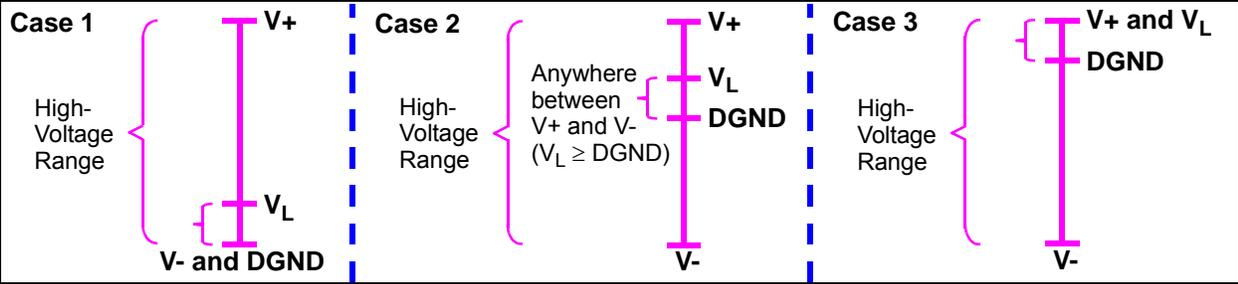 Case 1
V+
High-
Voltage
Range
VL
V- and DGND
Case 2
V+
High-
Voltage
Range
Anywhere
between
V+ and V-
(VL ≥ DGND)
VL
DGND
V-
Case 3
V+ and VL
DGND
High-
Voltage
Range
V-